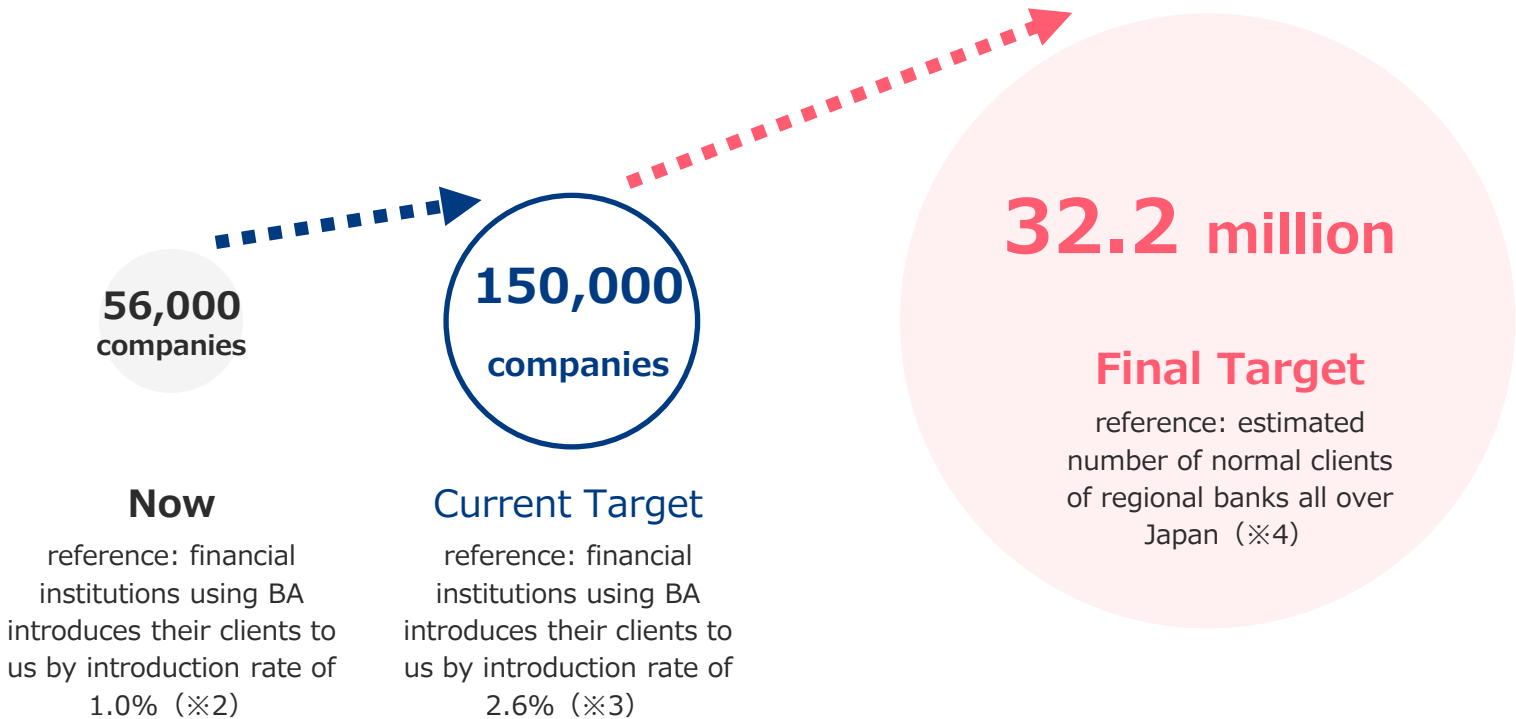 56,000
companies
Now
reference: financial
institutions using BA
introduces their clients to
us by introduction rate of
1.0%（※2）
150,000
companies
Current Target
reference: financial
institutions using BA
introduces their clients to
us by introduction rate of
2.6%（※3）
32.2 million
Final Target
reference: estimated
number of normal clients
of regional banks all over
Japan（※4）